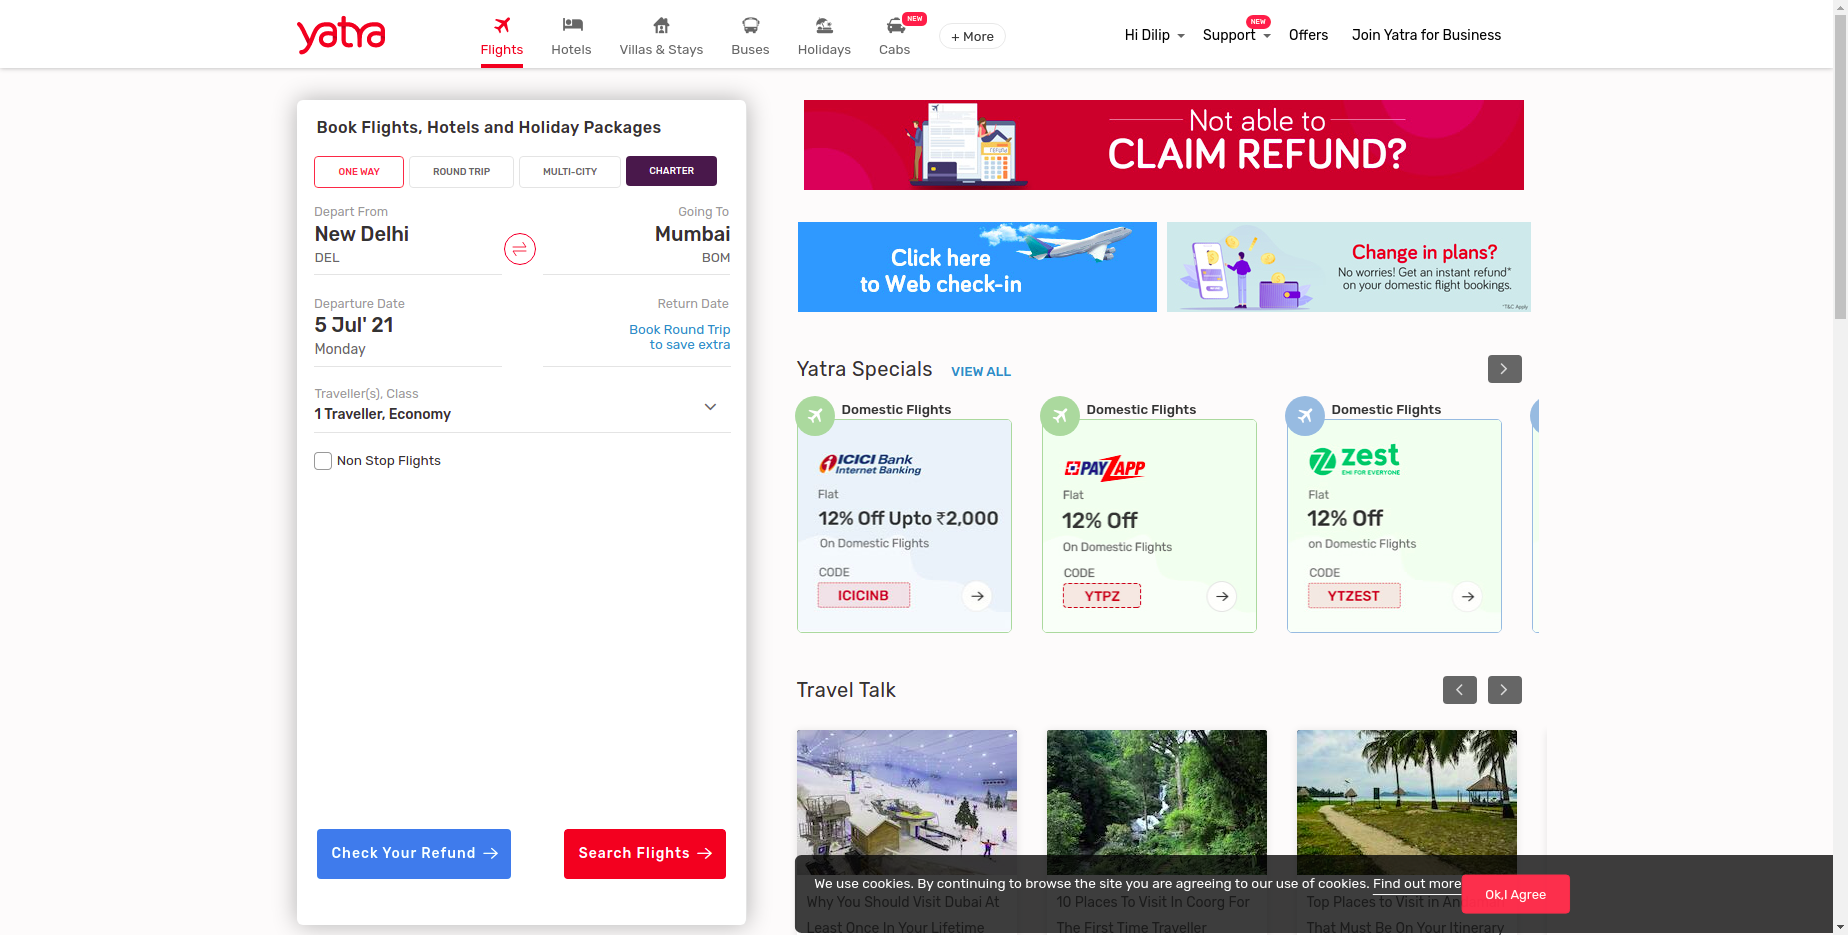 yatra
Flights
Hotels
Villas & Stays
Buses
Holidays
NEW
Cabs
+ More
Hi Dilip
NEW
Support
Offers
Join Yatra for Business
Book Flights, Hotels and Holiday Packages
ONE WAY
ROUND TRIP
MULTI-CITY
CHARTER
Depart From
New Delhi
DEL
Going To
Mumbai
BOM
Departure Date
5 Jul' 21
Monday
Return Date
Book Round Trip
to save extra
Traveller(s), Class
1 Traveller, Economy
Non Stop Flights
Check Your Refund
Search Flights
Not able to
CLAIM REFUND?
refund
Click here
to Web check-in
Change in plans?
No worries! Get an instant refund*
on your domestic flight bookings.
*T&C Apply
Yatra Specials
VIEW ALL
Domestic Flights
ICICI Bank
Internet Banking
Flat
12% Off Upto ₹2,000
On Domestic Flights
CODE
ICICINB
Domestic Flights
PAYZAPP
Flat
12% Off
On Domestic Flights
CODE
YTPZ
Domestic Flights
zest
EMI FOR EVERYONE
Flat
12% Off
on Domestic Flights
CODE
YTZEST
Travel Talk
We use cookies. By continuing to browse the site you are agreeing to our use of cookies. Find out more
Ok,I Agree
Why You Should Visit Dubai At
Least Once In Your Lifetime
10 Places To Visit In Coorg For
The First Time Traveller
Top Places to Visit in An
That Must Be On Your Itinerary